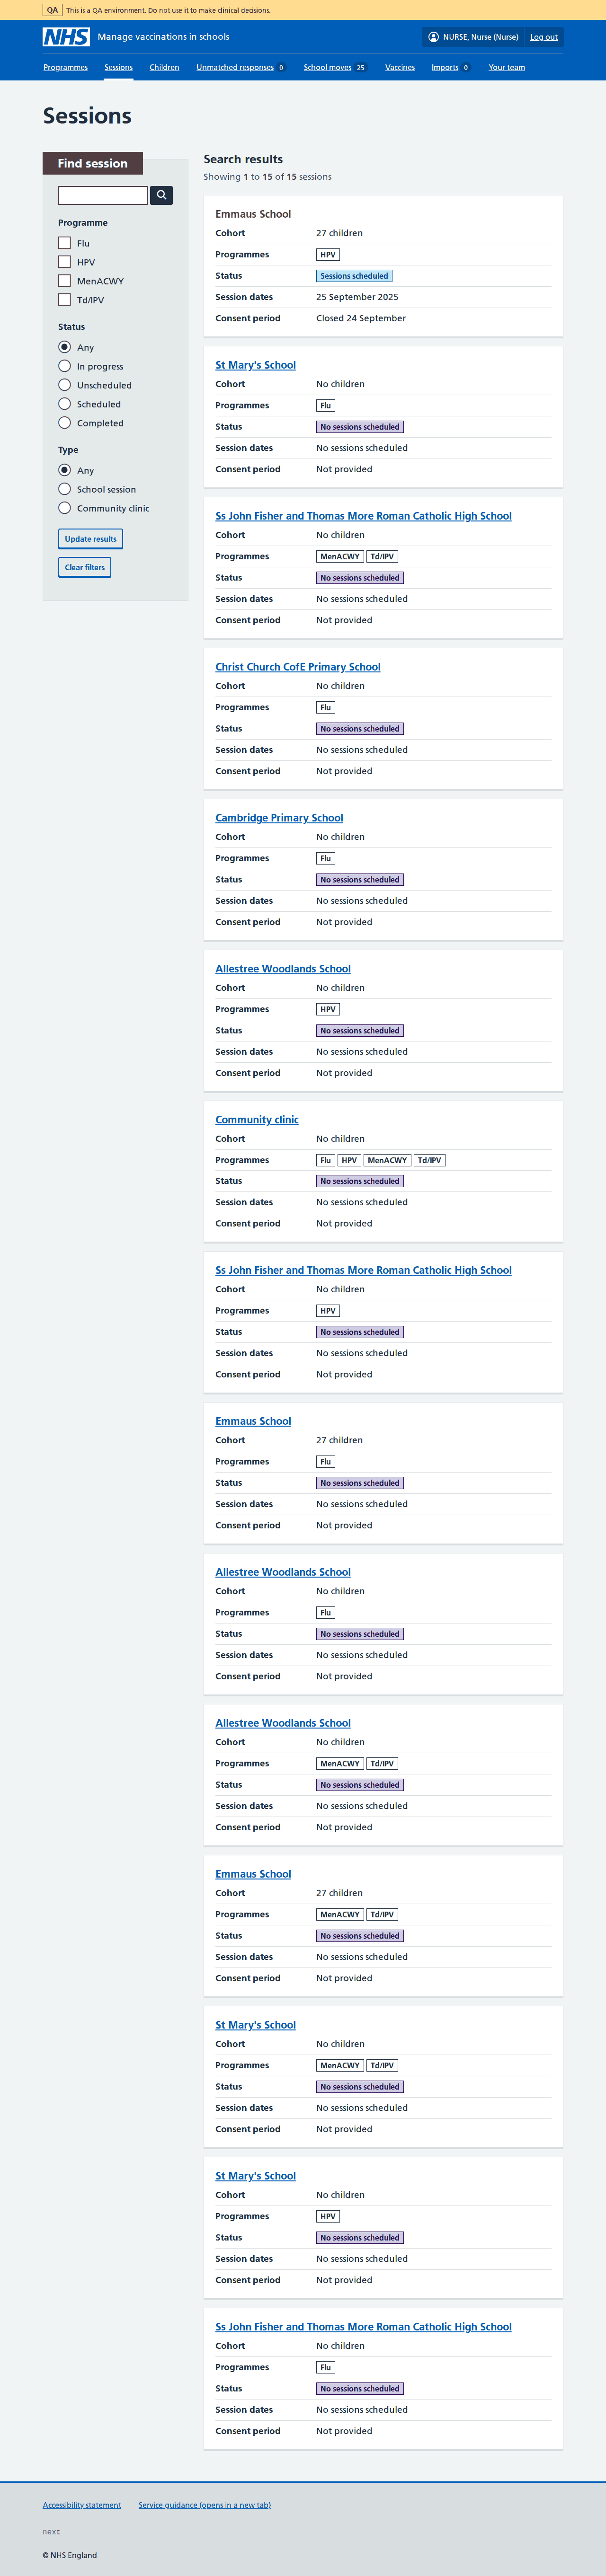 QA This is a QA environment. Do not use it to make clinical decisions.
NHS Manage vaccinations in schools NURSE, Nurse (Nurse) Log out
Programmes Sessions Children Unmatched responses 0 School moves 25 Vaccines Imports 0 Your team
Sessions
Find session
Programme
Flu
HPV
MenACWY
Td/IPV
Status
Any
In progress
Unscheduled
Scheduled
Completed
Type
Any
School session
Community clinic
Update results
Clear filters
Search results
Showing 1 to 15 of 15 sessions
Emmaus School
Cohort 27 children
Programmes HPV
Status Sessions scheduled
Session dates 25 September 2025
Consent period Closed 24 September
St Mary's School
Cohort No children
Programmes Flu
Status No sessions scheduled
Session dates No sessions scheduled
Consent period Not provided
Ss John Fisher and Thomas More Roman Catholic High School
Cohort No children
Programmes MenACWY Td/IPV
Status No sessions scheduled
Session dates No sessions scheduled
Consent period Not provided
Christ Church CofE Primary School
Cohort No children
Programmes Flu
Status No sessions scheduled
Session dates No sessions scheduled
Consent period Not provided
Cambridge Primary School
Cohort No children
Programmes Flu
Status No sessions scheduled
Session dates No sessions scheduled
Consent period Not provided
Allestree Woodlands School
Cohort No children
Programmes HPV
Status No sessions scheduled
Session dates No sessions scheduled
Consent period Not provided
Community clinic
Cohort No children
Programmes Flu HPV MenACWY Td/IPV
Status No sessions scheduled
Session dates No sessions scheduled
Consent period Not provided
Ss John Fisher and Thomas More Roman Catholic High School
Cohort No children
Programmes HPV
Status No sessions scheduled
Session dates No sessions scheduled
Consent period Not provided
Emmaus School
Cohort 27 children
Programmes Flu
Status No sessions scheduled
Session dates No sessions scheduled
Consent period Not provided
Allestree Woodlands School
Cohort No children
Programmes Flu
Status No sessions scheduled
Session dates No sessions scheduled
Consent period Not provided
Allestree Woodlands School
Cohort No children
Programmes MenACWY Td/IPV
Status No sessions scheduled
Session dates No sessions scheduled
Consent period Not provided
Emmaus School
Cohort 27 children
Programmes MenACWY Td/IPV
Status No sessions scheduled
Session dates No sessions scheduled
Consent period Not provided
St Mary's School
Cohort No children
Programmes MenACWY Td/IPV
Status No sessions scheduled
Session dates No sessions scheduled
Consent period Not provided
St Mary's School
Cohort No children
Programmes HPV
Status No sessions scheduled
Session dates No sessions scheduled
Consent period Not provided
Ss John Fisher and Thomas More Roman Catholic High School
Cohort No children
Programmes Flu
Status No sessions scheduled
Session dates No sessions scheduled
Consent period Not provided
Accessibility statement Service guidance (opens in a new tab)
next
© NHS England